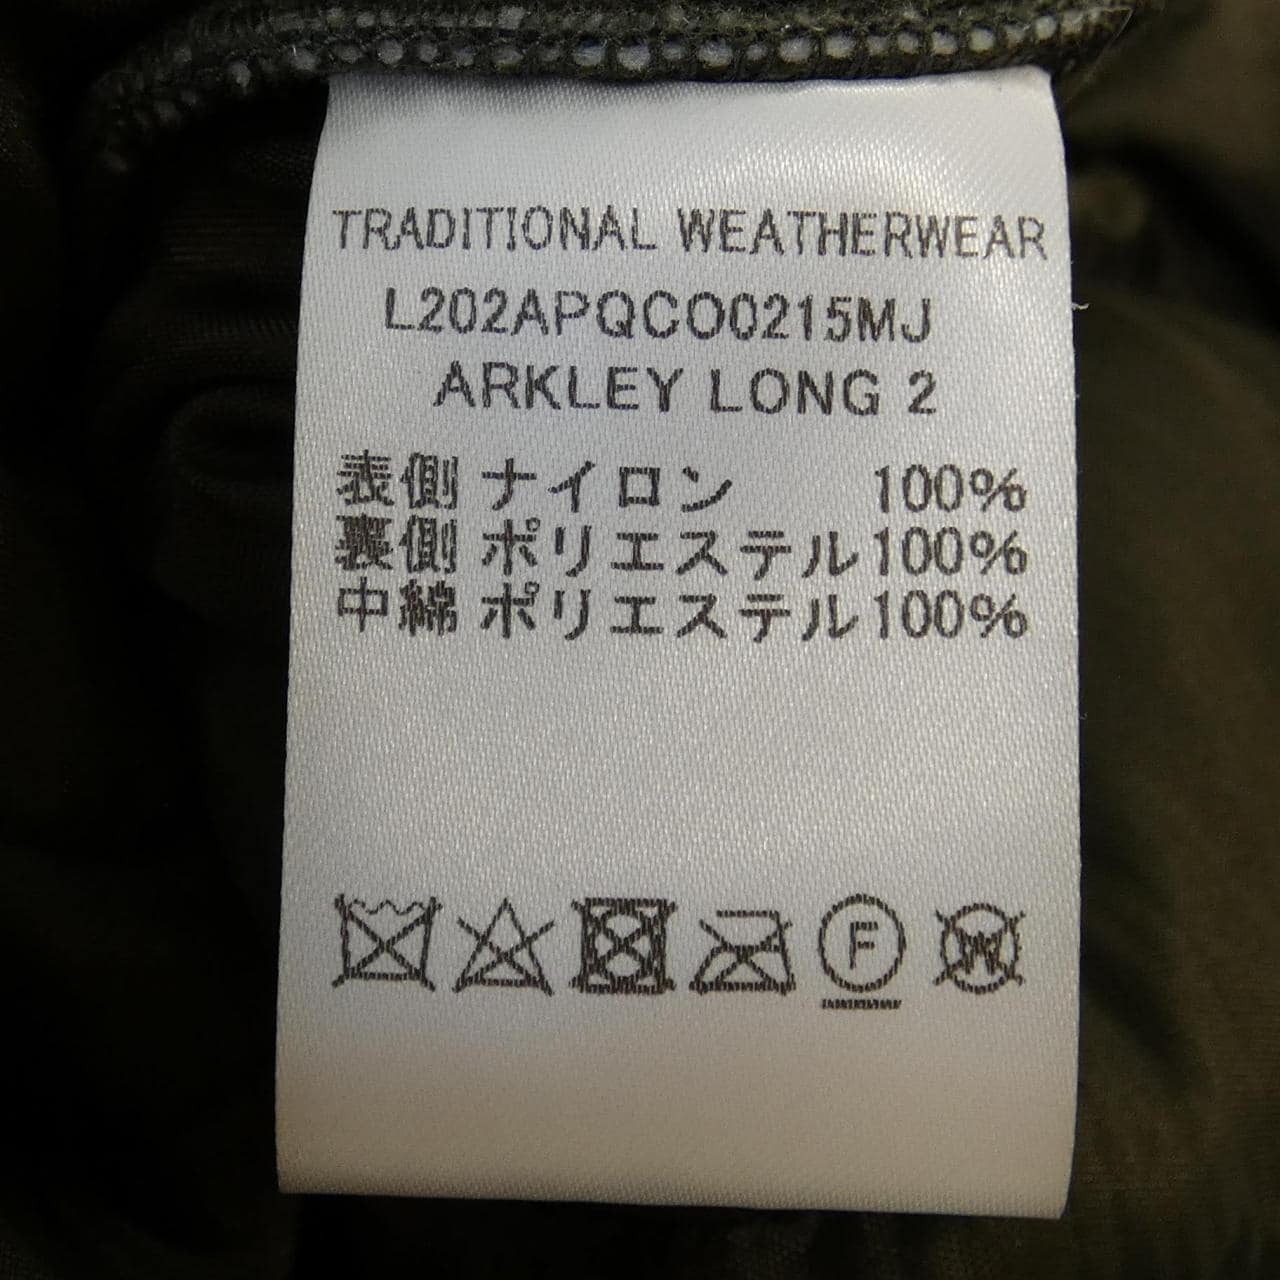 TRADITIONAL WEATHERWEAR
L202APQCO0215MJ
ARKLEY LONG 2
表側 ナイロン 100%
裏側 ポリエステル100%
中綿 ポリエステル100%
F W